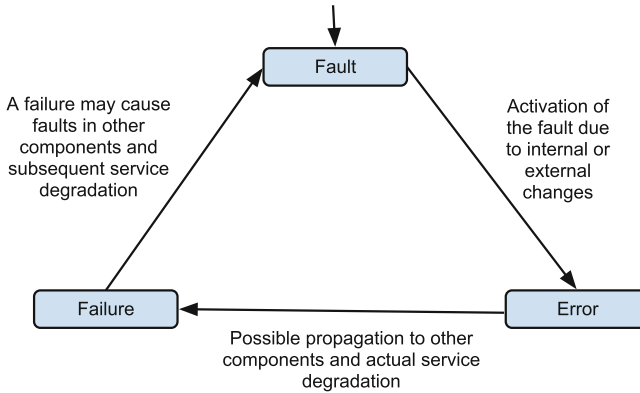 Fault
A failure may cause
faults in other
components and
subsequent service
degradation
Activation of
the fault due
to internal or
external
changes
Failure
Error
Possible propagation to other
components and actual service
degradation